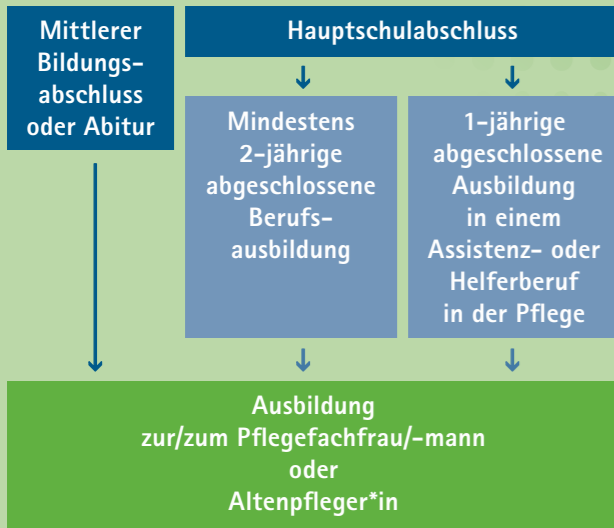 Mittlerer
Bildungs-
abschluss
oder Abitur
Hauptschulabschluss
Mindestens
2-jährige
abgeschlossene
Berufs-
ausbildung
1-jährige
abgeschlossene
Ausbildung
in einem
Assistenz- oder
Helferberuf
in der Pflege
Ausbildung
zur/zum Pflegefachfrau/-mann
oder
Altenpfleger*in